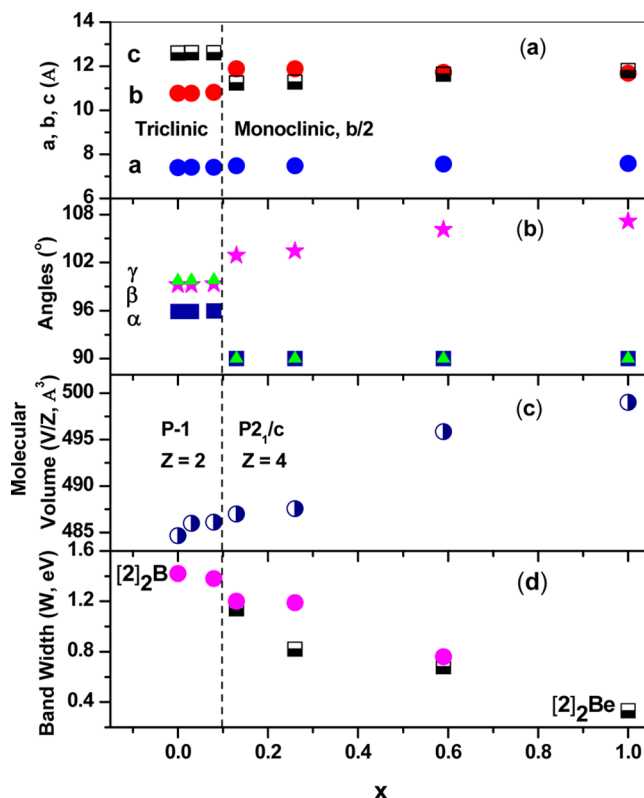 14
12
10
8
6
a, b, c (Å)
c
b
a
(a)
Triclinic
Monoclinic, b/2
108
102
96
90
Angles (°)
γ
β
α
(b)
500
495
490
485
Molecular
Volume (V/Z, Å³)
P-1
Z = 2
P2₁/c
Z = 4
(c)
1.6
1.2
0.8
0.4
Band Width (W, eV)
[2]₂B
(d)
[2]₂Be
0.0 0.2 0.4 0.6 0.8 1.0
x